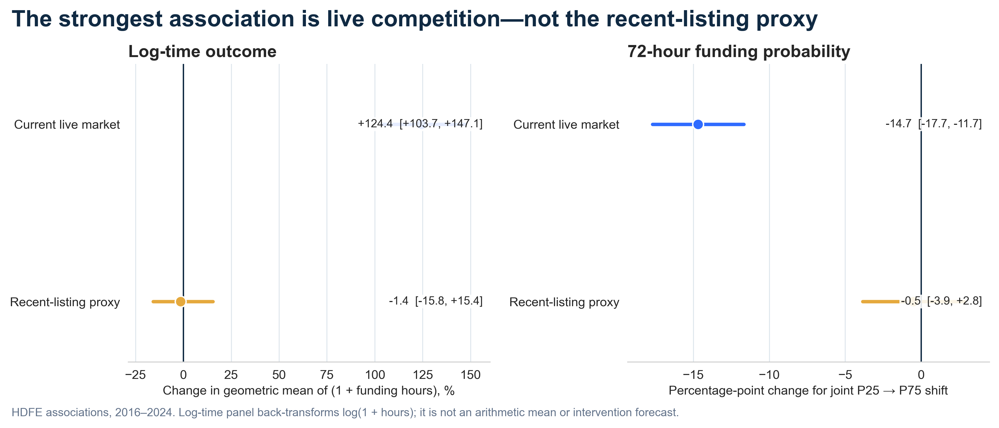 The strongest association is live competition—not the recent-listing proxy
Log-time outcome
Current live market
+124.4 [+103.7, +147.1]
Recent-listing proxy
-1.4 [-15.8, +15.4]
−25 0 25 50 75 100 125 150
Change in geometric mean of (1 + funding hours), %
72-hour funding probability
Current live market
-14.7 [-17.7, -11.7]
Recent-listing proxy
-0.5 [-3.9, +2.8]
−15 −10 −5 0
Percentage-point change for joint P25 → P75 shift
HDFE associations, 2016–2024. Log-time panel back-transforms log(1 + hours); it is not an arithmetic mean or intervention forecast.